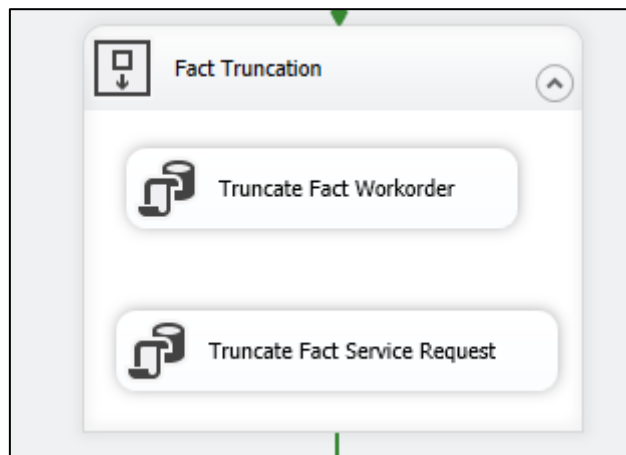 Fact Truncation
Truncate Fact Workorder
Truncate Fact Service Request